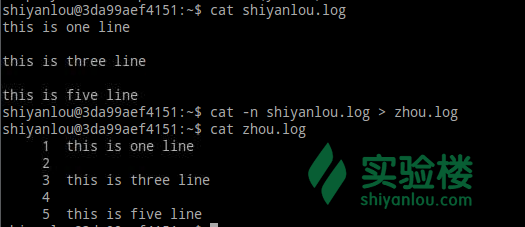 shiyanlou@3da99aef4151:~$ cat shiyanlou.log
this is one line

this is three line

this is five line
shiyanlou@3da99aef4151:~$ cat -n shiyanlou.log > zhou.log
shiyanlou@3da99aef4151:~$ cat zhou.log
     1  this is one line
     2
     3  this is three line
     4
     5  this is five line
shiyanlou@3da99aef4151:~$
实验楼
shiyanlou.com